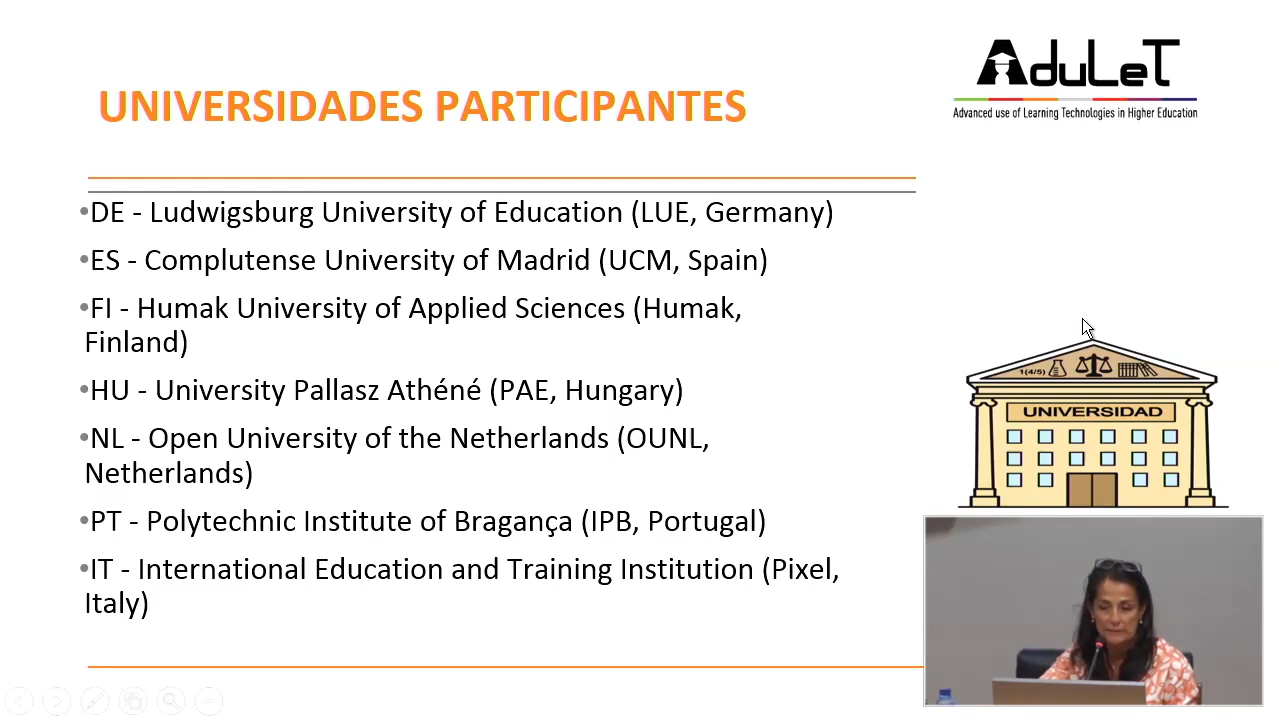 AduLeT
Advanced use of Learning Technologies in Higher Education
UNIVERSIDADES PARTICIPANTES
•DE - Ludwigsburg University of Education (LUE, Germany)
•ES - Complutense University of Madrid (UCM, Spain)
•FI - Humak University of Applied Sciences (Humak,
Finland)
•HU - University Pallasz Athéné (PAE, Hungary)
•NL - Open University of the Netherlands (OUNL,
Netherlands)
•PT - Polytechnic Institute of Bragança (IPB, Portugal)
•IT - International Education and Training Institution (Pixel,
Italy)
1(4/5)
UNIVERSIDAD